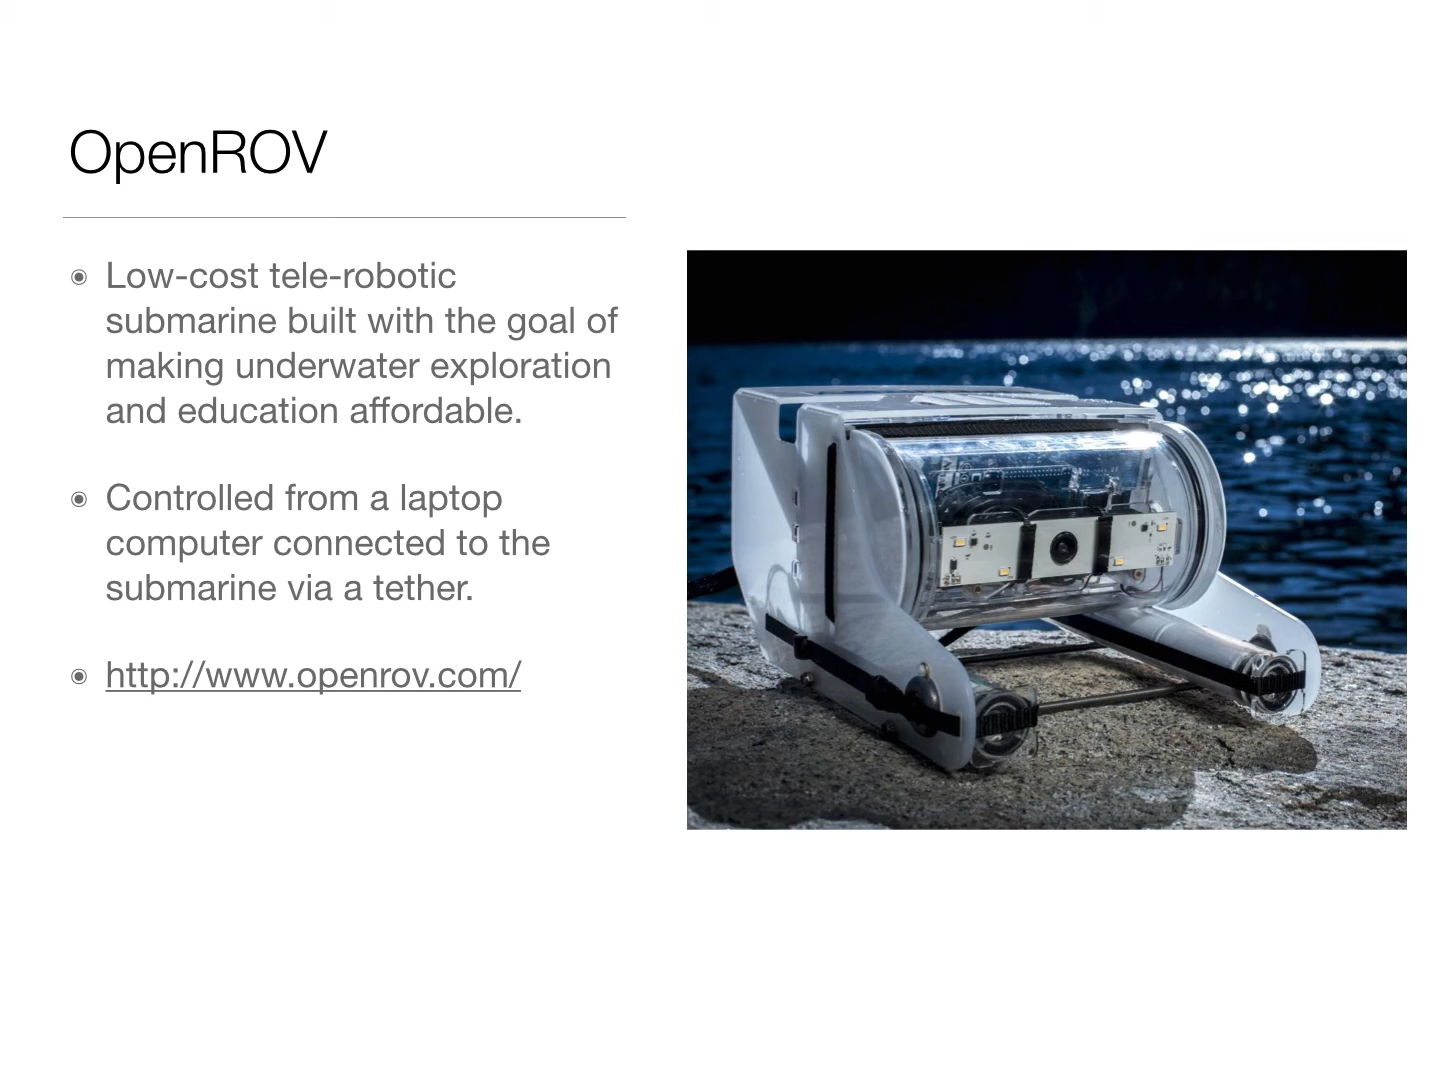 OpenROV
Low-cost tele-robotic
submarine built with the goal of
making underwater exploration
and education affordable.
Controlled from a laptop
computer connected to the
submarine via a tether.
http://www.openrov.com/